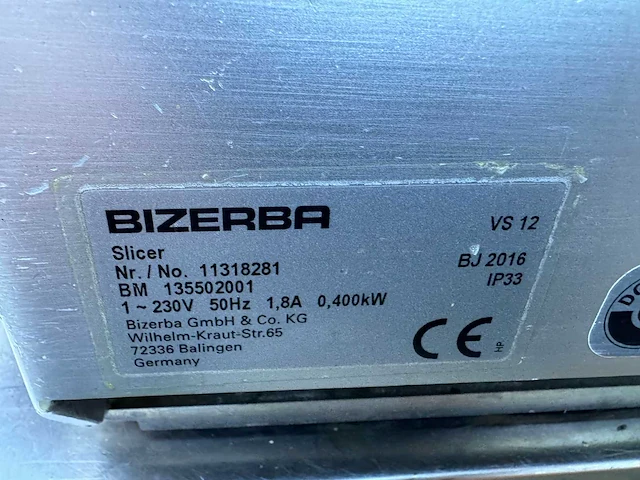 BIZERBA
VS 12
Slicer
BJ 2016
Nr. / No. 11318281
IP33
BM 135502001
1 ~ 230V 50Hz 1,8A 0,400kW
Bizerba GmbH & Co. KG
Wilhelm-Kraut-Str.65
72336 Balingen
Germany
CE
HP.